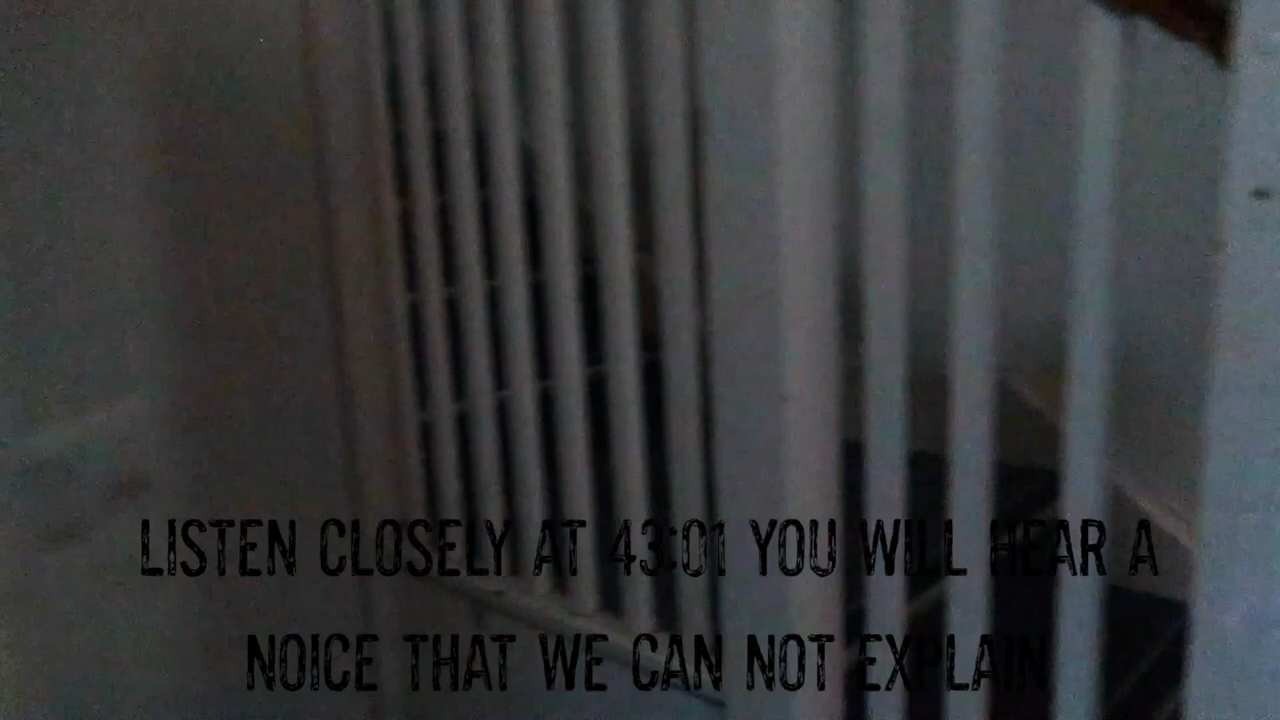 LISTEN CLOSELY AT 43:01 YOU WILL HEAR A
NOICE THAT WE CAN NOT EXPLAIN